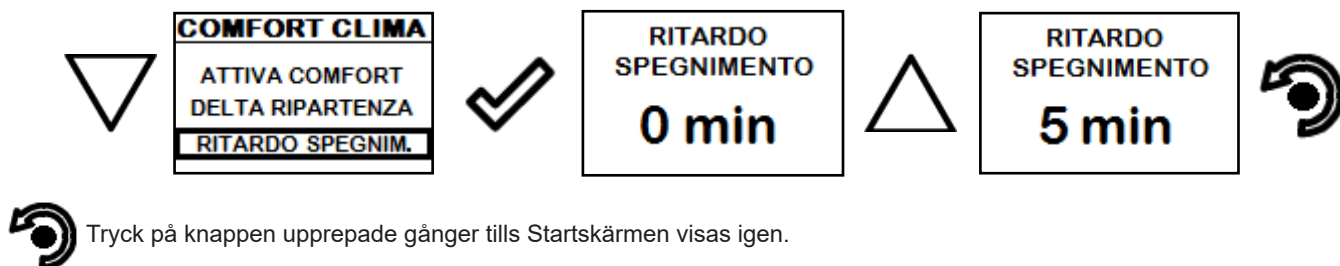 COMFORT CLIMA
ATTIVA COMFORT
DELTA RIPARTENZA
RITARDO SPEGNIM.
RITARDO
SPEGNIMENTO
0 min
RITARDO
SPEGNIMENTO
5 min
Tryck på knappen upprepade gånger tills Startskärmen visas igen.